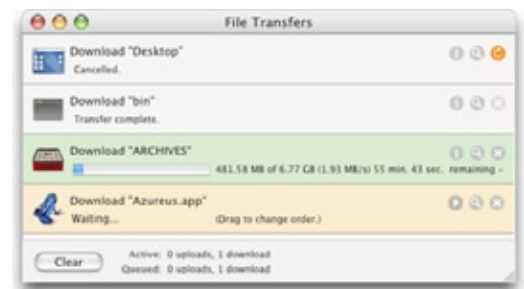 File Transfers
Download "Desktop"
Cancelled.
Download "bin"
Transfer complete.
Download "ARCHIVES"
481.58 MB of 6.77 GB (1.93 MB/s) 55 min, 43 sec. remaining -
Download "Azureus.app"
Waiting... (Drag to change order.)
Clear
Active: 0 uploads, 1 download
Queued: 0 uploads, 1 download